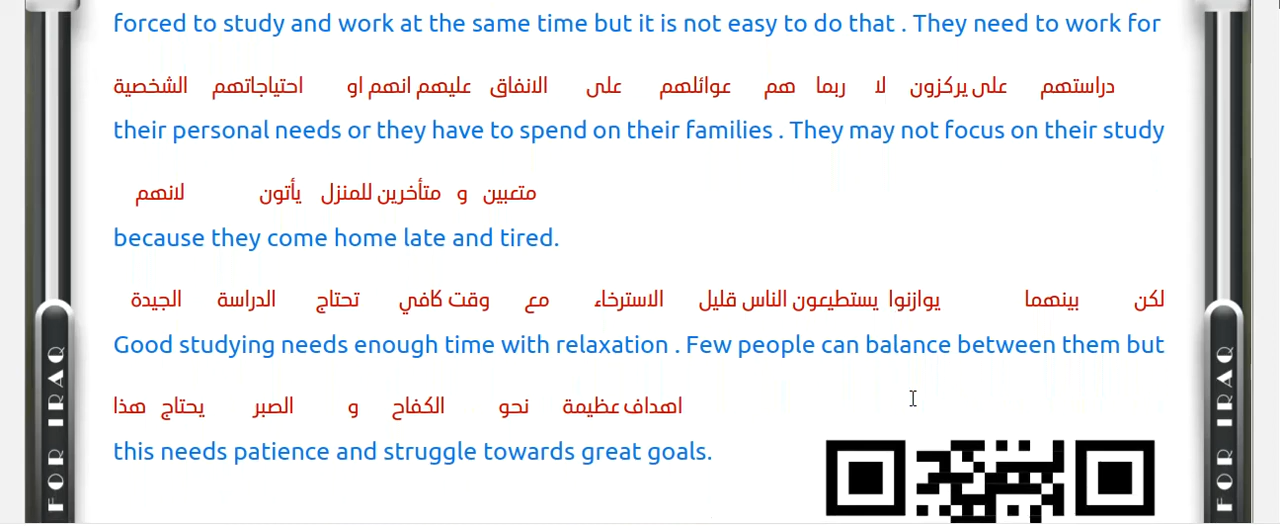 forced to study and work at the same time but it is not easy to do that . They need to work for
دراستهم على يركزون لا ربما هم عوائلهم على الانفاق عليهم انهم او احتياجاتهم الشخصية
their personal needs or they have to spend on their families . They may not focus on their study
متعبين و متأخرين للمنزل يأتون لانهم
because they come home late and tired.
لكن بينهما يوازنوا يستطيعون الناس قليل الاسترخاء مع وقت كافي تحتاج الدراسة الجيدة
Good studying needs enough time with relaxation . Few people can balance between them but
اهداف عظيمة نحو الكفاح و الصبر يحتاج هذا
this needs patience and struggle towards great goals.
FOR IRAQ
FOR IRAQ